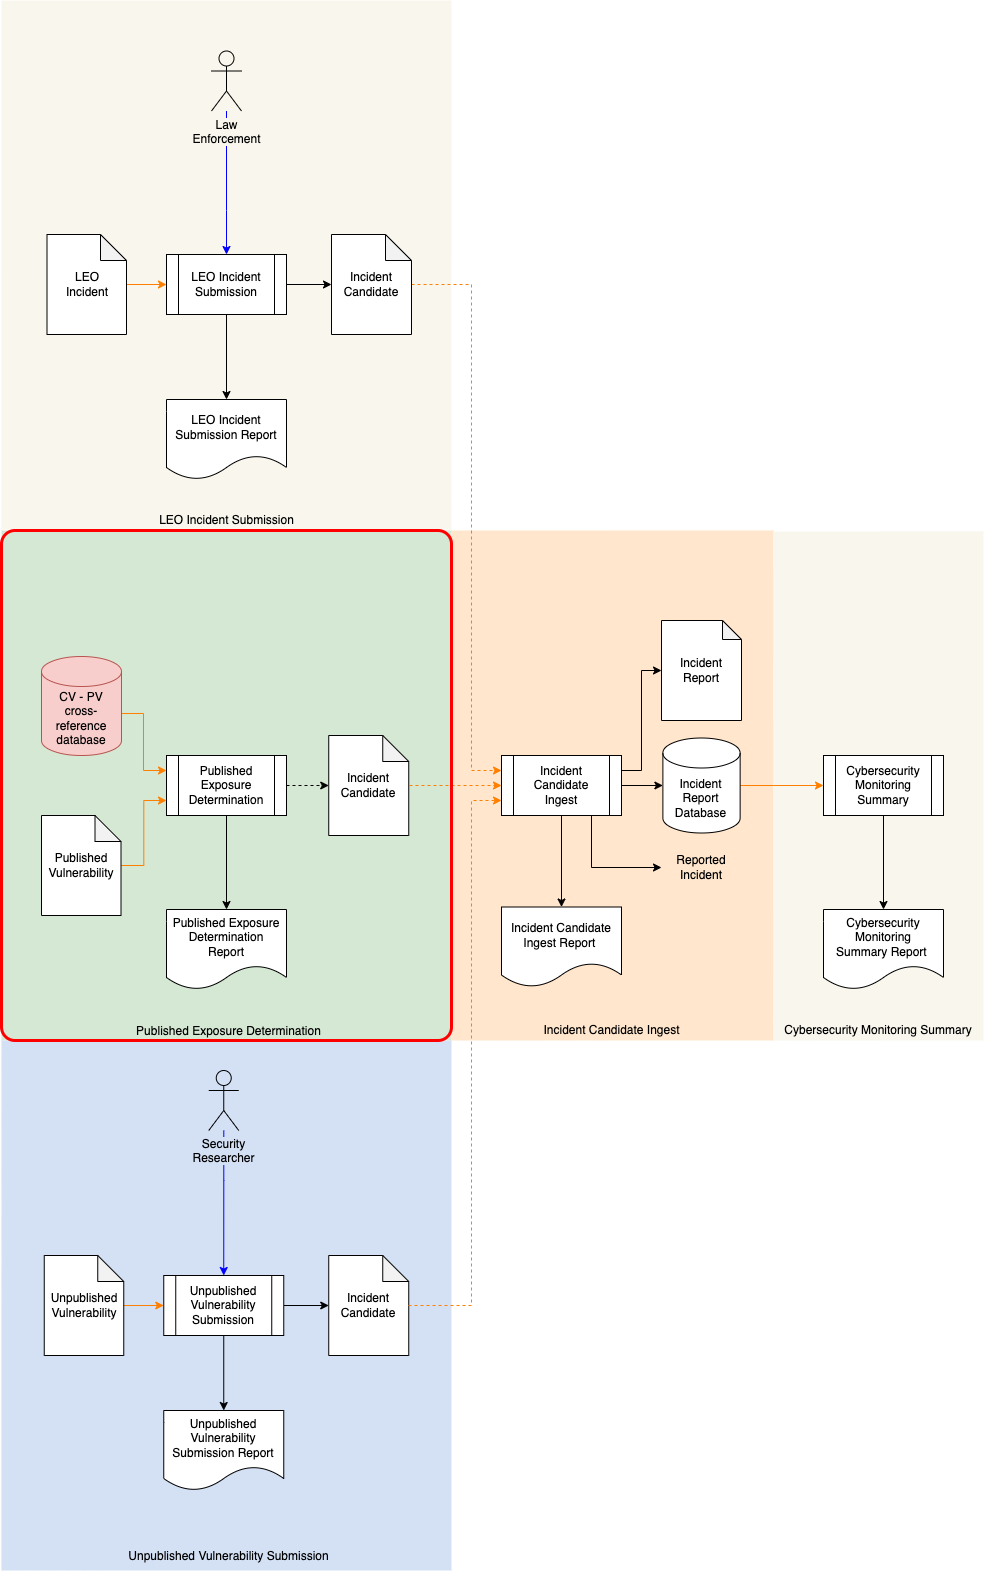 Law
Enforcement
LEO
Incident
LEO Incident
Submission
Incident
Candidate
LEO Incident
Submission Report
LEO Incident Submission
CV - PV
cross-
reference
database
Published
Exposure
Determination
Incident
Candidate
Published
Vulnerability
Published Exposure
Determination
Report
Published Exposure Determination
Incident
Report
Incident
Candidate
Ingest
Incident
Report
Database
Reported
Incident
Incident Candidate
Ingest Report
Incident Candidate Ingest
Cybersecurity
Monitoring
Summary
Cybersecurity
Monitoring
Summary Report
Cybersecurity Monitoring Summary
Security
Researcher
Unpublished
Vulnerability
Unpublished
Vulnerability
Submission
Incident
Candidate
Unpublished
Vulnerability
Submission Report
Unpublished Vulnerability Submission